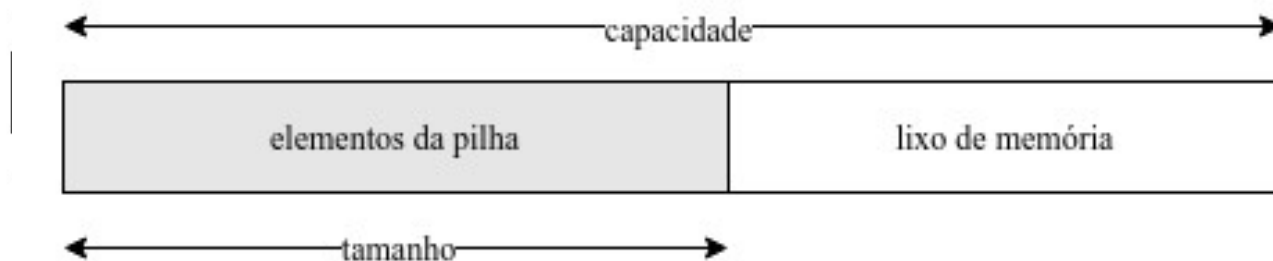 capacidade
elementos da pilha
lixo de memória
tamanho